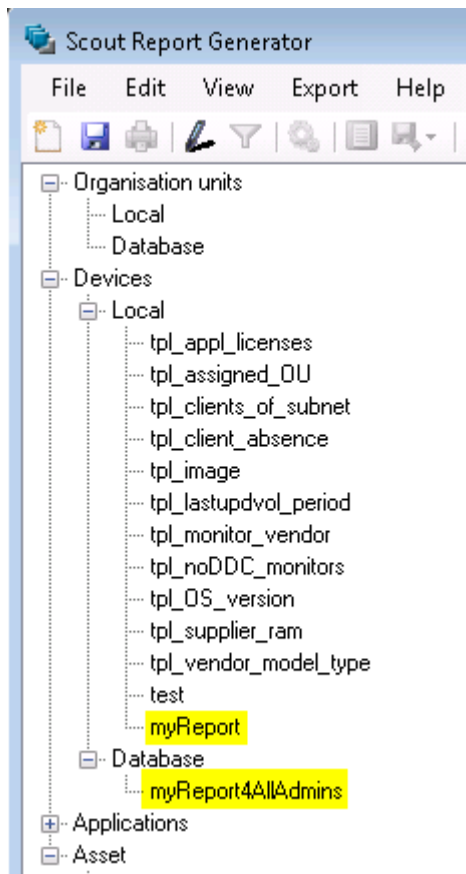 Scout Report Generator
File Edit View Export Help
Organisation units
Local
Database
Devices
Local
tpl_appl_licenses
tpl_assigned_OU
tpl_clients_of_subnet
tpl_client_absence
tpl_image
tpl_lastupdvol_period
tpl_monitor_vendor
tpl_noDDC_monitors
tpl_OS_version
tpl_supplier_ram
tpl_vendor_model_type
test
myReport
Database
myReport4AllAdmins
Applications
Asset